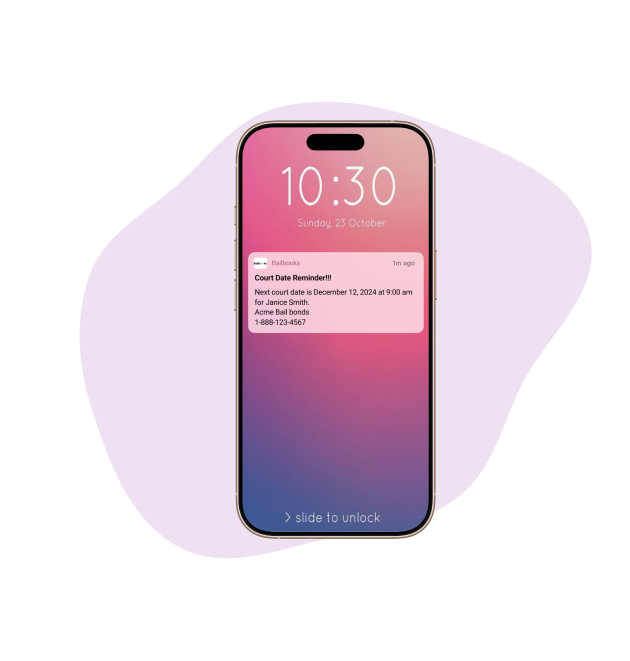 10:30
Sunday, 23 October
Bailbooks 1m ago
Court Date Reminder!!!
Next court date is December 12, 2024 at 9:00 am
for Janice Smith.
Acme Bail bonds
1-888-123-4567
> slide to unlock